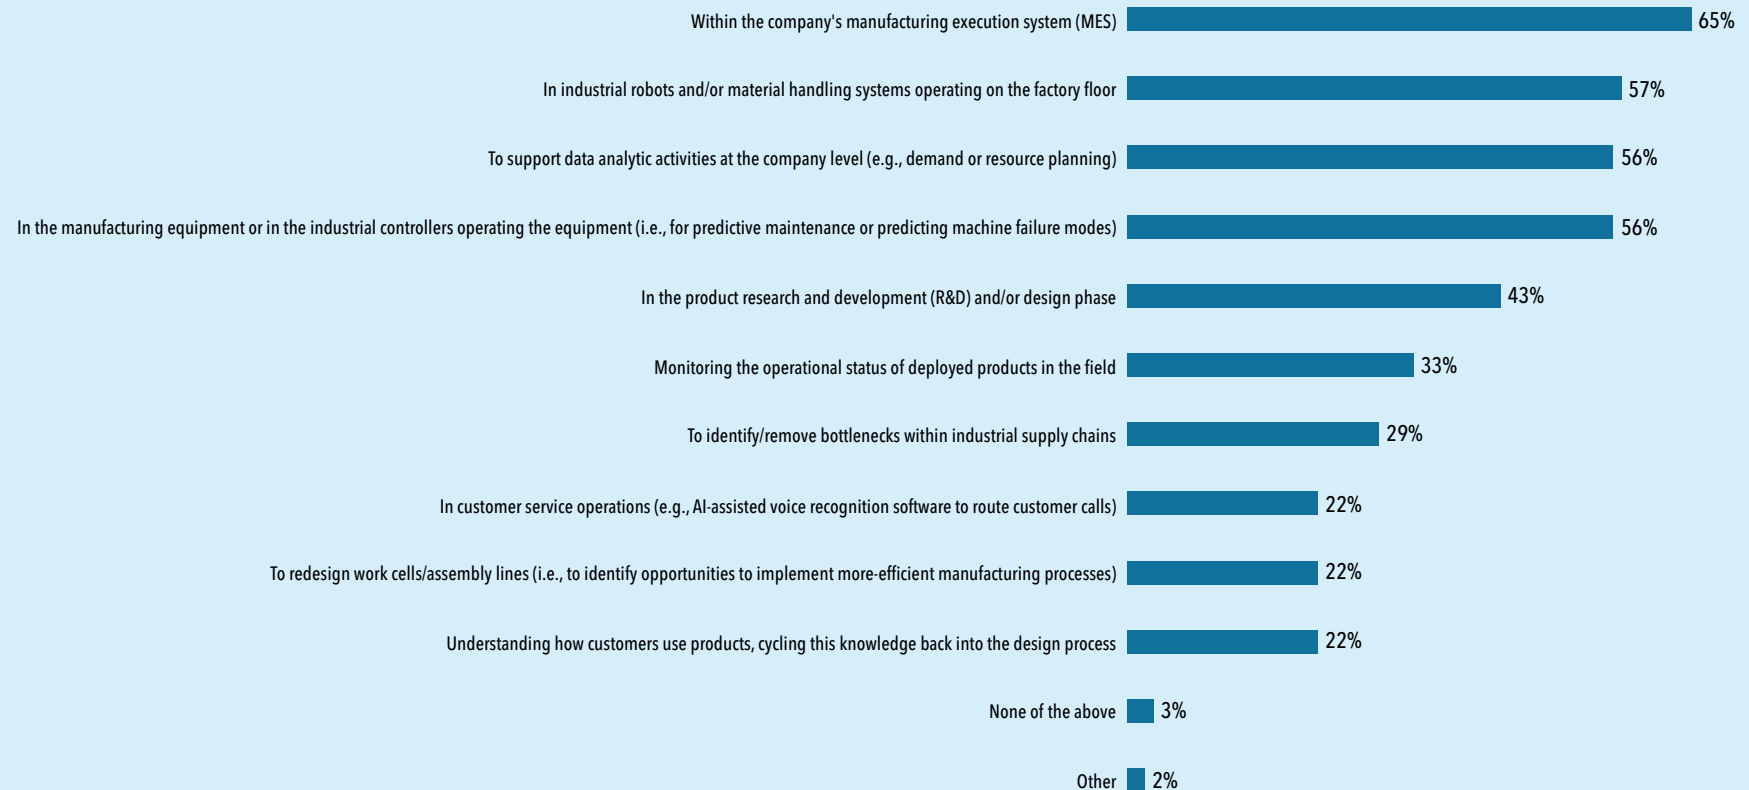 Within the company's manufacturing execution system (MES) 65%
In industrial robots and/or material handling systems operating on the factory floor 57%
To support data analytic activities at the company level (e.g., demand or resource planning) 56%
In the manufacturing equipment or in the industrial controllers operating the equipment (i.e., for predictive maintenance or predicting machine failure modes) 56%
In the product research and development (R&D) and/or design phase 43%
Monitoring the operational status of deployed products in the field 33%
To identify/remove bottlenecks within industrial supply chains 29%
In customer service operations (e.g., AI-assisted voice recognition software to route customer calls) 22%
To redesign work cells/assembly lines (i.e., to identify opportunities to implement more-efficient manufacturing processes) 22%
Understanding how customers use products, cycling this knowledge back into the design process 22%
None of the above 3%
Other 2%